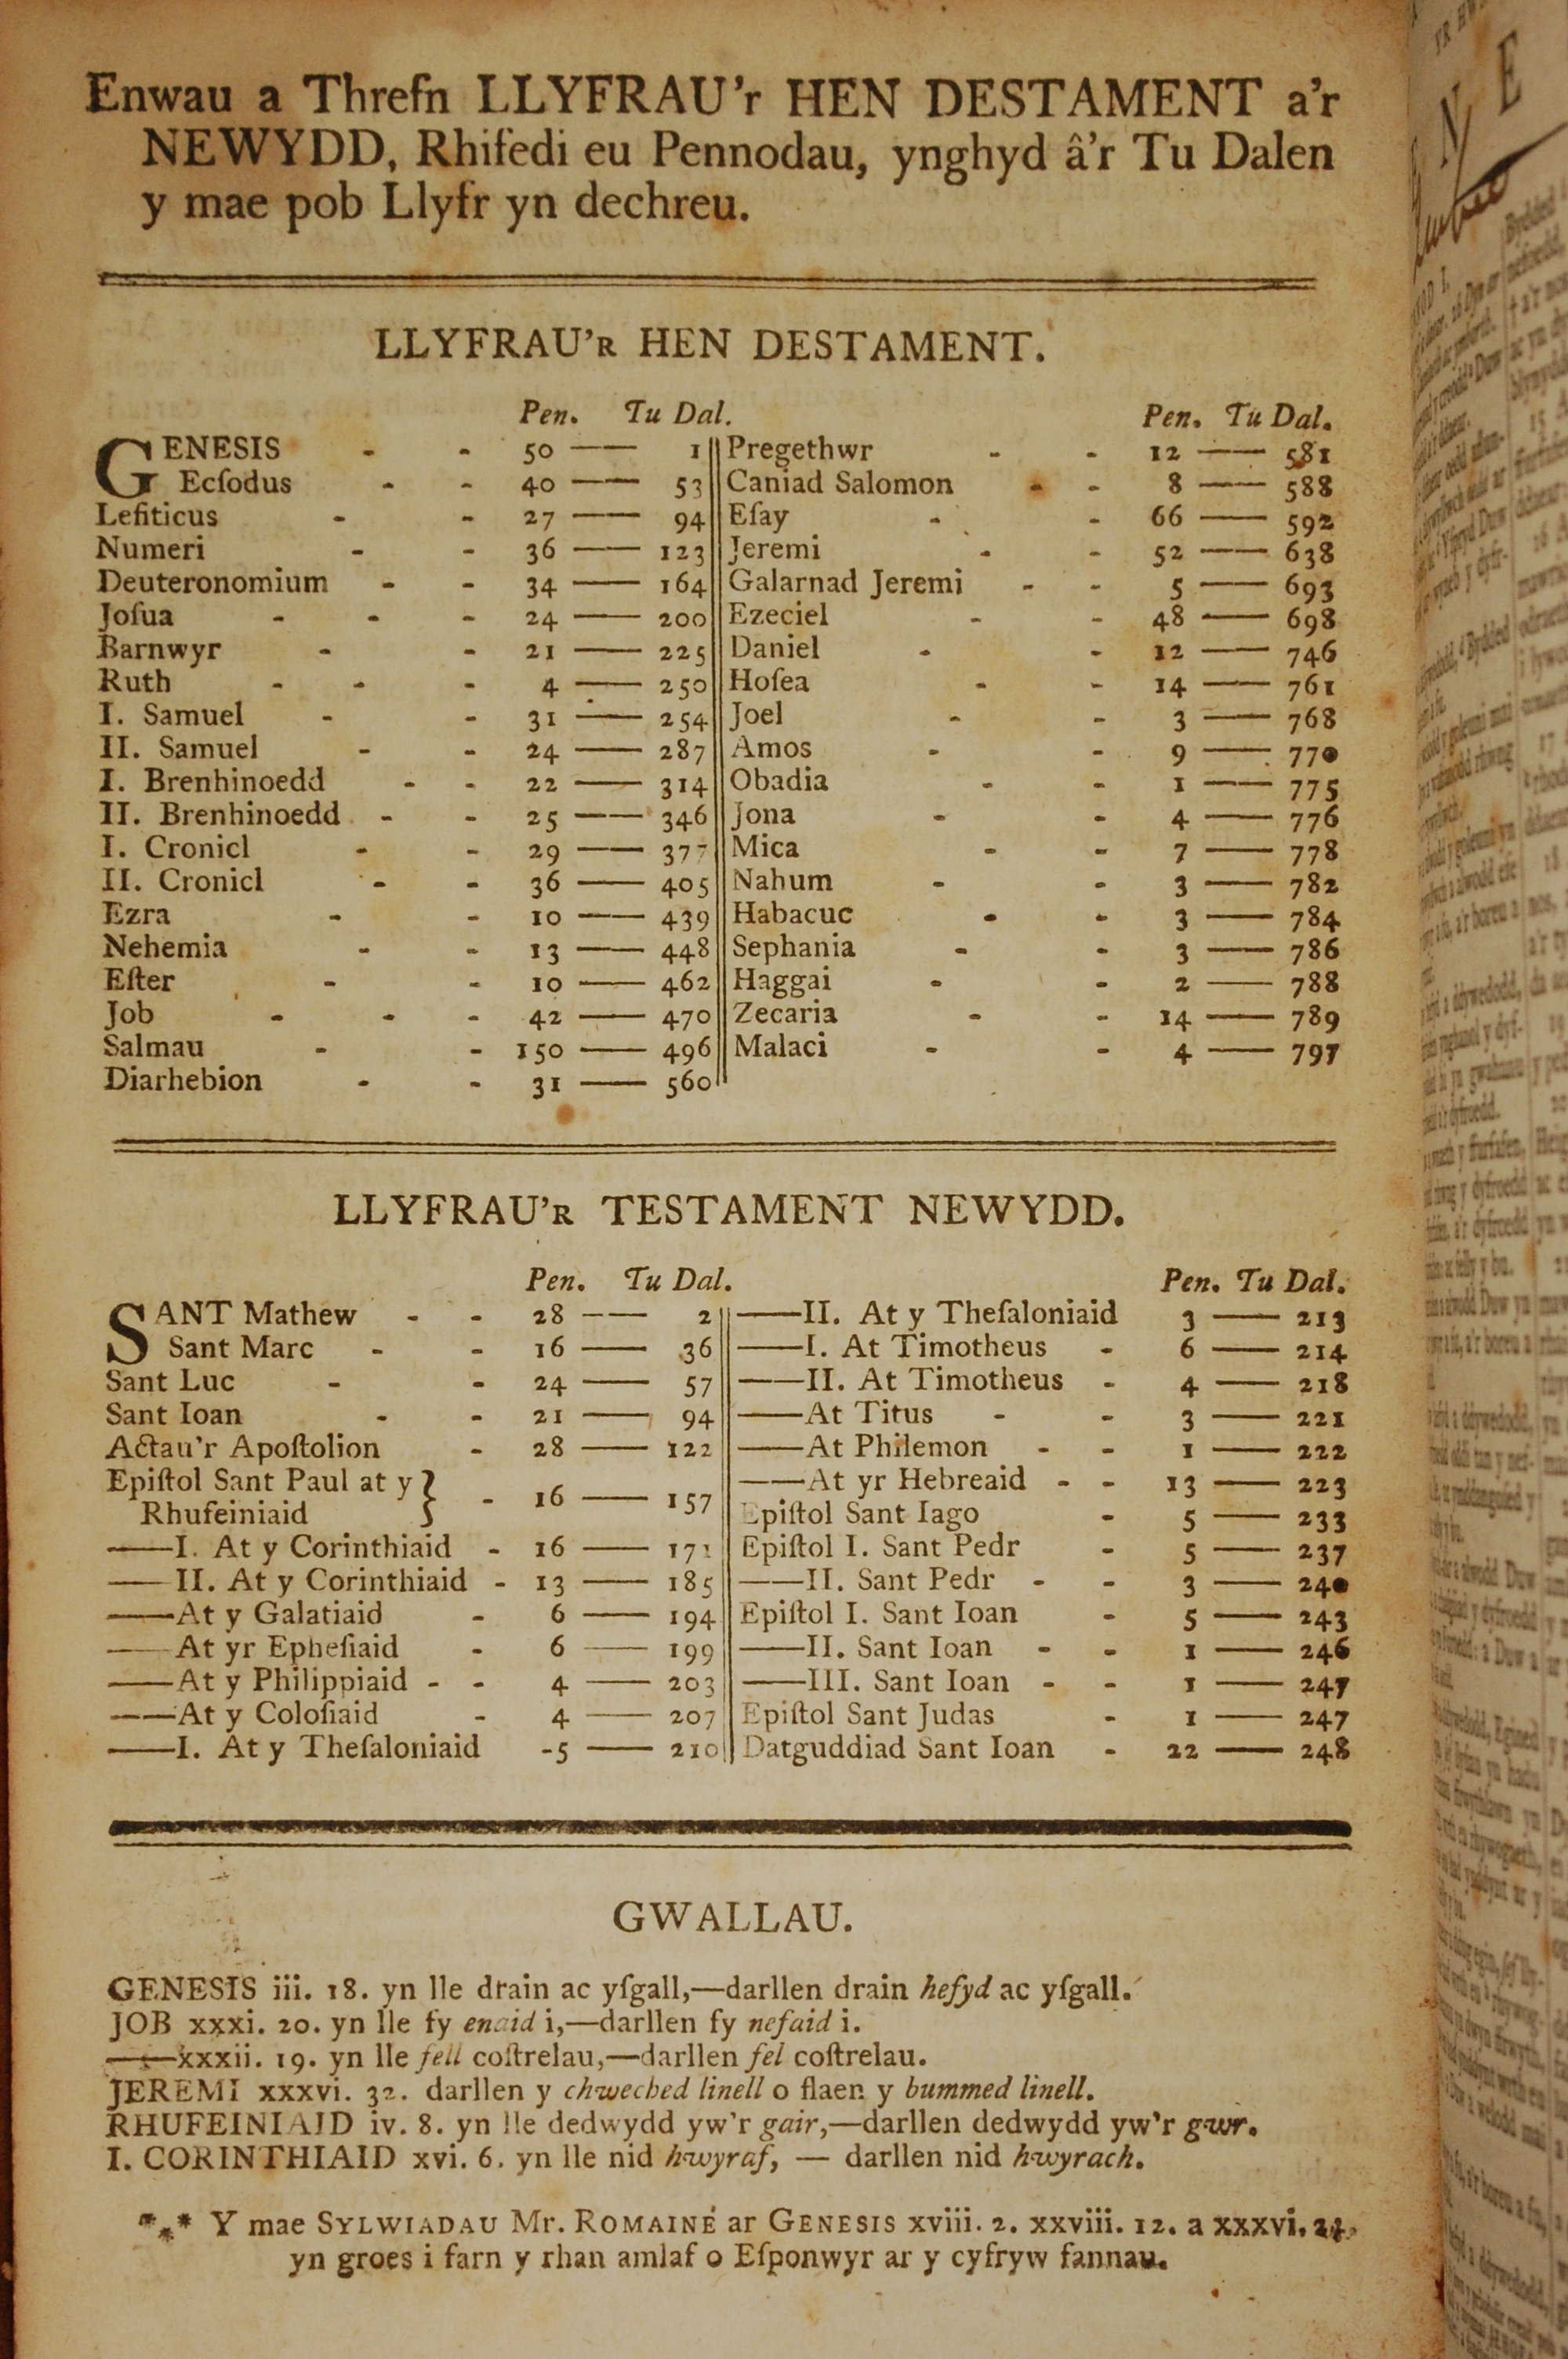 Enwau a Threfn LLYFRAU'r HEN DESTAMENT a'r
NEWYDD, Rhifedi eu Pennodau, ynghyd â'r Tu Dalen
y mae pob Llyfr yn dechreu.
LLYFRAU'R HEN DESTAMENT.
Pen. Tu Dal.
GENESIS - - 50 —— 1
Ecſodus - - 40 —— 53
Lefiticus - - 27 —— 94
Numeri - - 36 —— 123
Deuteronomium - - 34 —— 164
Joſua - - - 24 —— 200
Barnwyr - - 21 —— 225
Ruth - - - 4 —— 250
I. Samuel - - 31 —— 254
II. Samuel - - 24 —— 287
I. Brenhinoedd - - 22 —— 314
II. Brenhinoedd - - 25 —— 346
I. Cronicl - - 29 —— 377
II. Cronicl - - 36 —— 405
Ezra - - 10 —— 439
Nehemia - - 13 —— 448
Eſter - - 10 —— 462
Job - - - 42 —— 470
Salmau - - 150 —— 496
Diarhebion - - 31 —— 560
Pen. Tu Dal.
Pregethwr - - 12 —— 581
Caniad Salomon - - 8 —— 588
Eſay - - 66 —— 592
Jeremi - - 52 —— 638
Galarnad Jeremi - - 5 —— 693
Ezeciel - - 48 —— 698
Daniel - - 12 —— 746
Hoſea - - 14 —— 761
Joel - - 3 —— 768
Amos - - 9 —— 770
Obadia - - 1 —— 775
Jona - - 4 —— 776
Mica - - 7 —— 778
Nahum - - 3 —— 782
Habacuc - - 3 —— 784
Sephania - - 3 —— 786
Haggai - - 2 —— 788
Zecaria - - 14 —— 789
Malaci - - 4 —— 797
LLYFRAU'R TESTAMENT NEWYDD.
Pen. Tu Dal.
SANT Mathew - - 28 —— 2
Sant Marc - - 16 —— 36
Sant Luc - - 24 —— 57
Sant Ioan - - 21 —— 94
Actau'r Apoſtolion - 28 —— 122
Epiſtol Sant Paul at y
Rhufeiniaid } - 16 —— 157
——I. At y Corinthiaid - 16 —— 171
——II. At y Corinthiaid - 13 —— 185
——At y Galatiaid - 6 —— 194
——At yr Epheſiaid - 6 —— 199
——At y Philippiaid - - 4 —— 203
——At y Coloſiaid - 4 —— 207
——I. At y Theſaloniaid -5 —— 210
Pen. Tu Dal.
——II. At y Theſaloniaid 3 —— 213
——I. At Timotheus - 6 —— 214
——II. At Timotheus - 4 —— 218
——At Titus - - 3 —— 221
——At Philemon - - 1 —— 222
——At yr Hebreaid - - 13 —— 223
Epiſtol Sant Iago - 5 —— 233
Epiſtol I. Sant Pedr - 5 —— 237
——II. Sant Pedr - - 3 —— 240
Epiſtol I. Sant Ioan - 5 —— 243
——II. Sant Ioan - - 1 —— 246
——III. Sant Ioan - - 1 —— 247
Epiſtol Sant Judas - 1 —— 247
Datguddiad Sant Ioan - 22 —— 248
GWALLAU.
GENESIS iii. 18. yn lle drain ac yſgall,—darllen drain hefyd ac yſgall.
JOB xxxi. 20. yn lle fy enaid i,—darllen fy nefaid i.
——xxxii. 19. yn lle fell coſtrelau,—darllen fel coſtrelau.
JEREMI xxxvi. 32. darllen y chweched linell o flaen y bummed linell.
RHUFEINIAID iv. 8. yn lle dedwydd yw'r gair,—darllen dedwydd yw'r gwr.
I. CORINTHIAID xvi. 6. yn lle nid hwyraf, — darllen nid hwyrach.
*⁎* Y mae SYLWIADAU Mr. ROMAINE ar GENESIS xviii. 2. xxviii. 12. a xxxvi. 24.
yn groes i farn y rhan amlaf o Eſponwyr ar y cyfryw fannau.